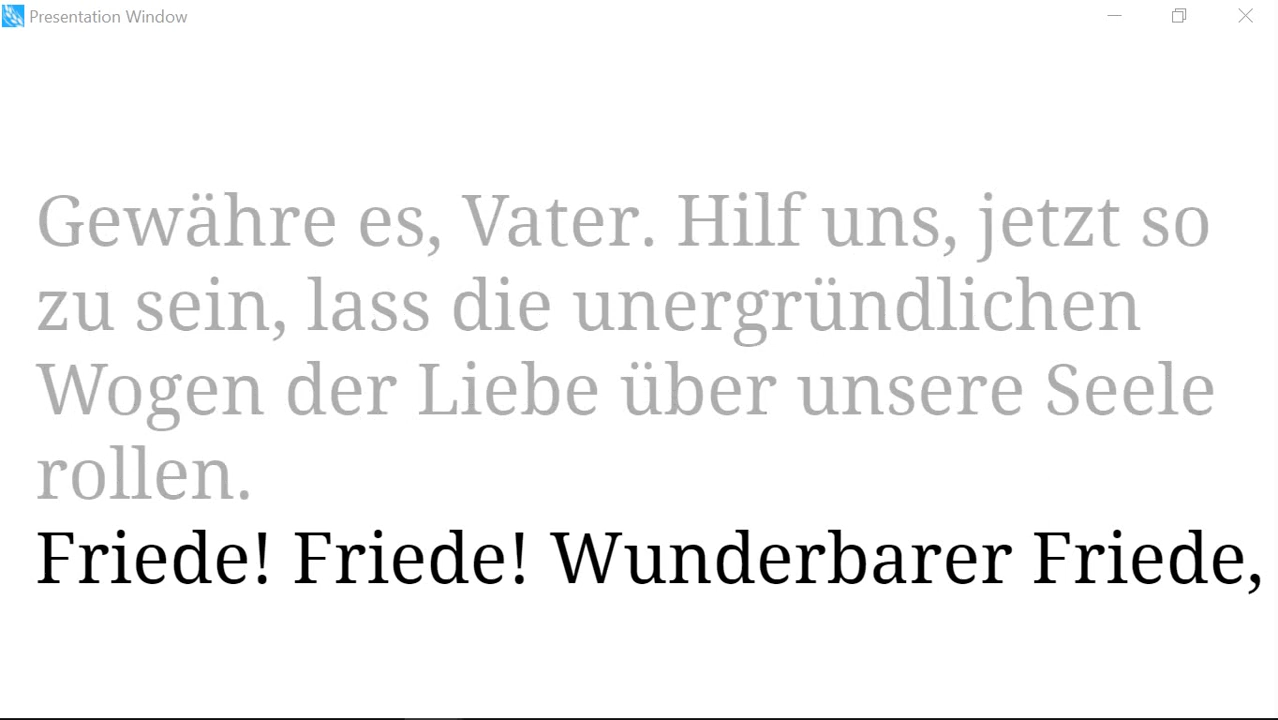 Presentation Window
Gewähre es, Vater. Hilf uns, jetzt so
zu sein, lass die unergründlichen
Wogen der Liebe über unsere Seele
rollen.
Friede! Friede! Wunderbarer Friede,